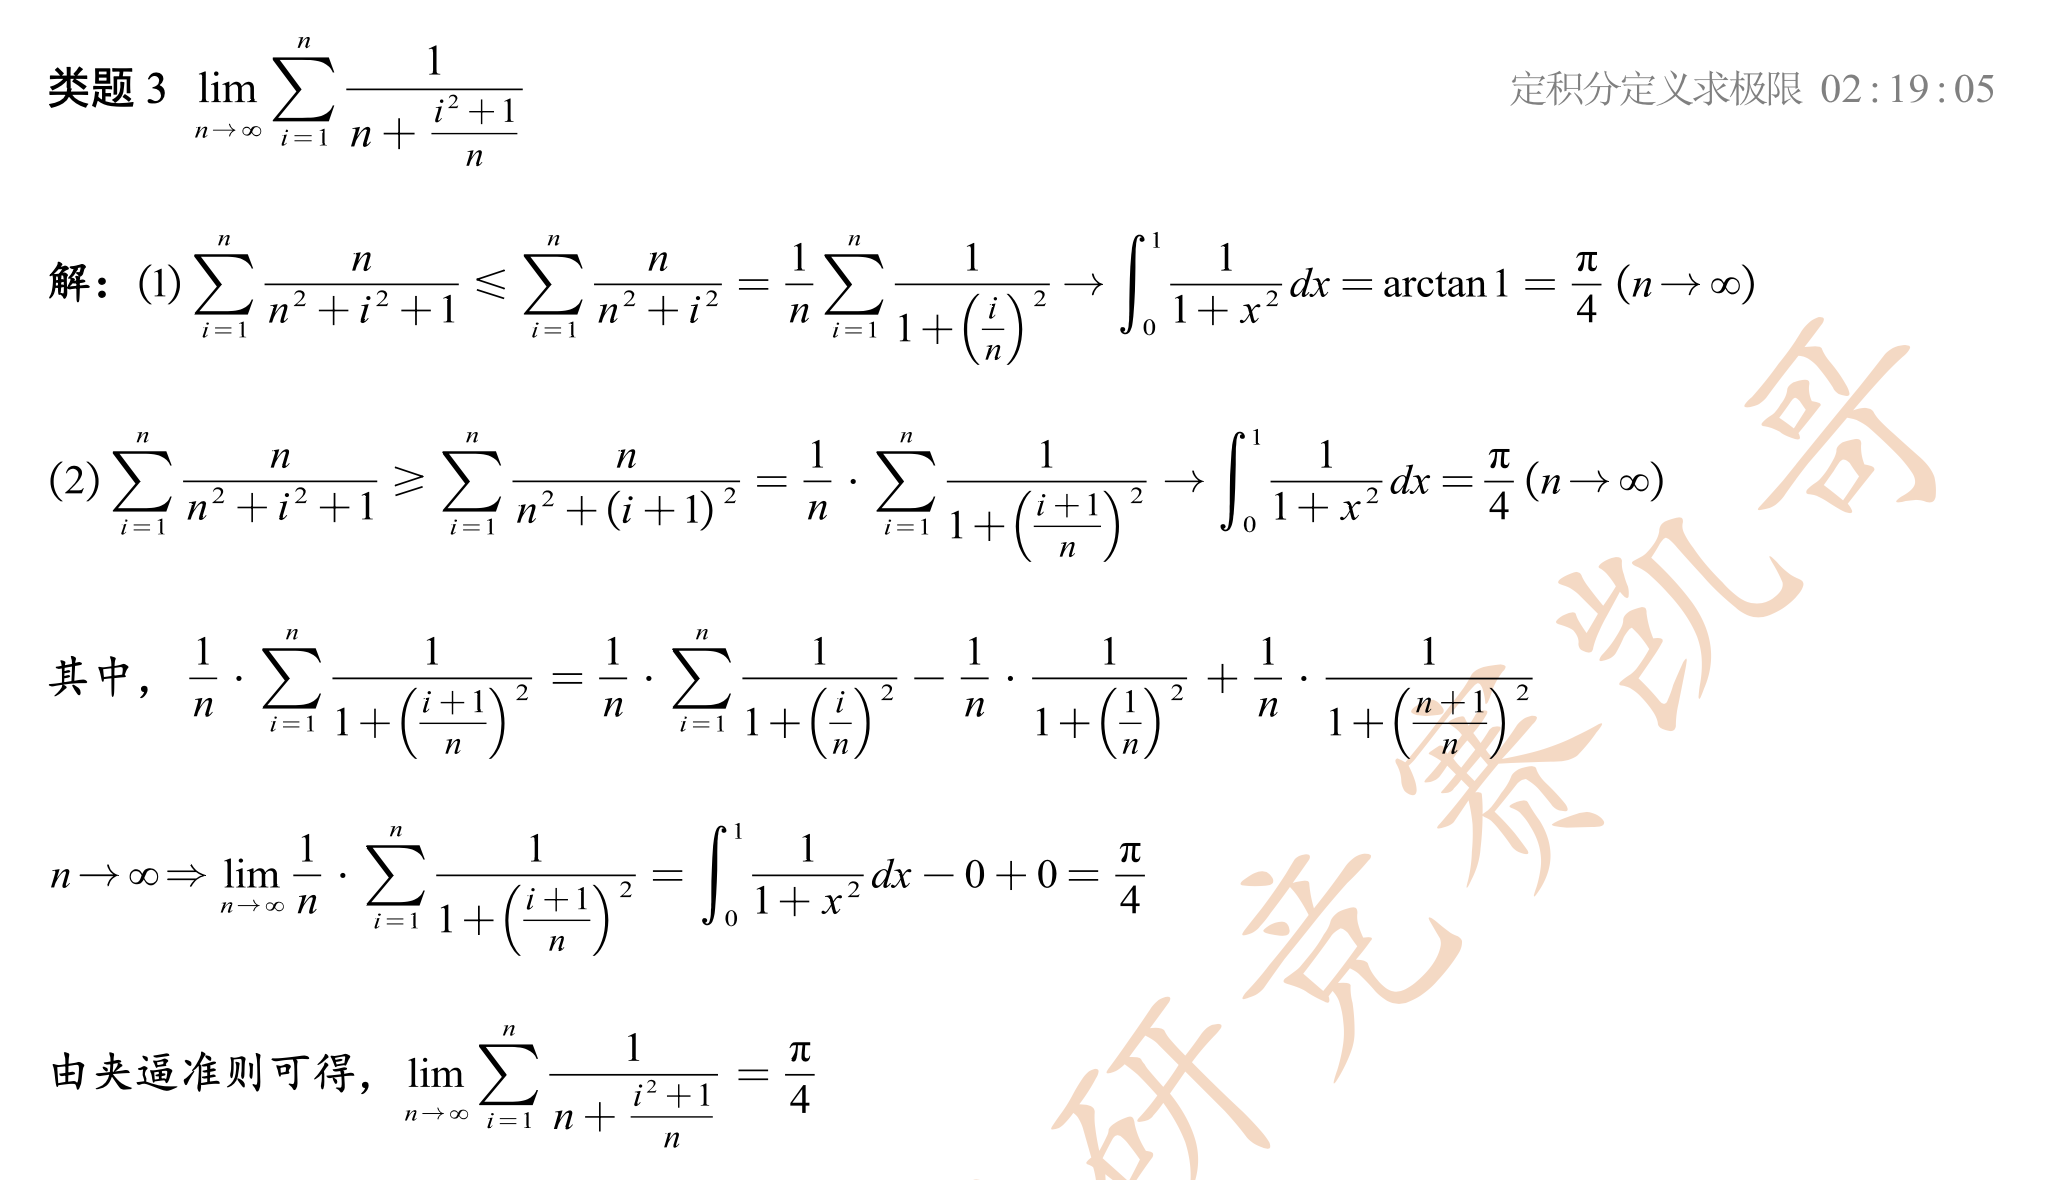 类题 3 $\lim_{n\to\infty}\sum_{i=1}^{n}\frac{1}{n+\frac{i^2+1}{n}}$ 定积分定义求极限 02:19:05
解：(1) $\sum_{i=1}^{n}\frac{n}{n^2+i^2+1}\leqslant\sum_{i=1}^{n}\frac{n}{n^2+i^2}=\frac{1}{n}\sum_{i=1}^{n}\frac{1}{1+\left(\frac{i}{n}\right)^2}\to\int_0^1\frac{1}{1+x^2}dx=\arctan 1=\frac{\pi}{4}\,(n\to\infty)$
(2) $\sum_{i=1}^{n}\frac{n}{n^2+i^2+1}\geqslant\sum_{i=1}^{n}\frac{n}{n^2+(i+1)^2}=\frac{1}{n}\cdot\sum_{i=1}^{n}\frac{1}{1+\left(\frac{i+1}{n}\right)^2}\to\int_0^1\frac{1}{1+x^2}dx=\frac{\pi}{4}\,(n\to\infty)$
其中，$\frac{1}{n}\cdot\sum_{i=1}^{n}\frac{1}{1+\left(\frac{i+1}{n}\right)^2}=\frac{1}{n}\cdot\sum_{i=1}^{n}\frac{1}{1+\left(\frac{i}{n}\right)^2}-\frac{1}{n}\cdot\frac{1}{1+\left(\frac{1}{n}\right)^2}+\frac{1}{n}\cdot\frac{1}{1+\left(\frac{n+1}{n}\right)^2}$
$n\to\infty\Rightarrow\lim_{n\to\infty}\frac{1}{n}\cdot\sum_{i=1}^{n}\frac{1}{1+\left(\frac{i+1}{n}\right)^2}=\int_0^1\frac{1}{1+x^2}dx-0+0=\frac{\pi}{4}$
由夹逼准则可得，$\lim_{n\to\infty}\sum_{i=1}^{n}\frac{1}{n+\frac{i^2+1}{n}}=\frac{\pi}{4}$
研竞赛凯哥